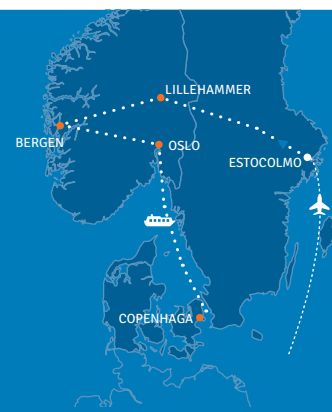 LILLEHAMMER
BERGEN
OSLO
ESTOCOLMO
COPENHAGA